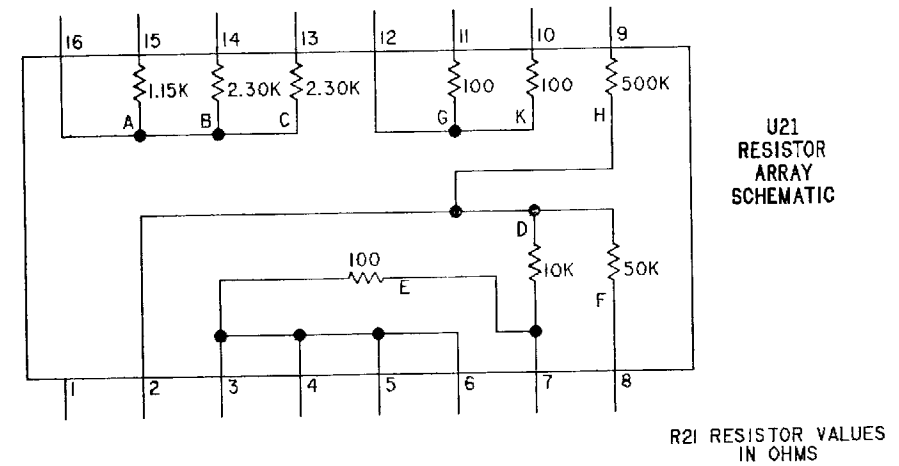 16 15 14 13 12 11 10 9
1.15K 2.30K 2.30K 100 100 500K
A B C G K H
U21
RESISTOR
ARRAY
SCHEMATIC
D
100
10K 50K
E F
1 2 3 4 5 6 7 8
R21 RESISTOR VALUES
IN OHMS